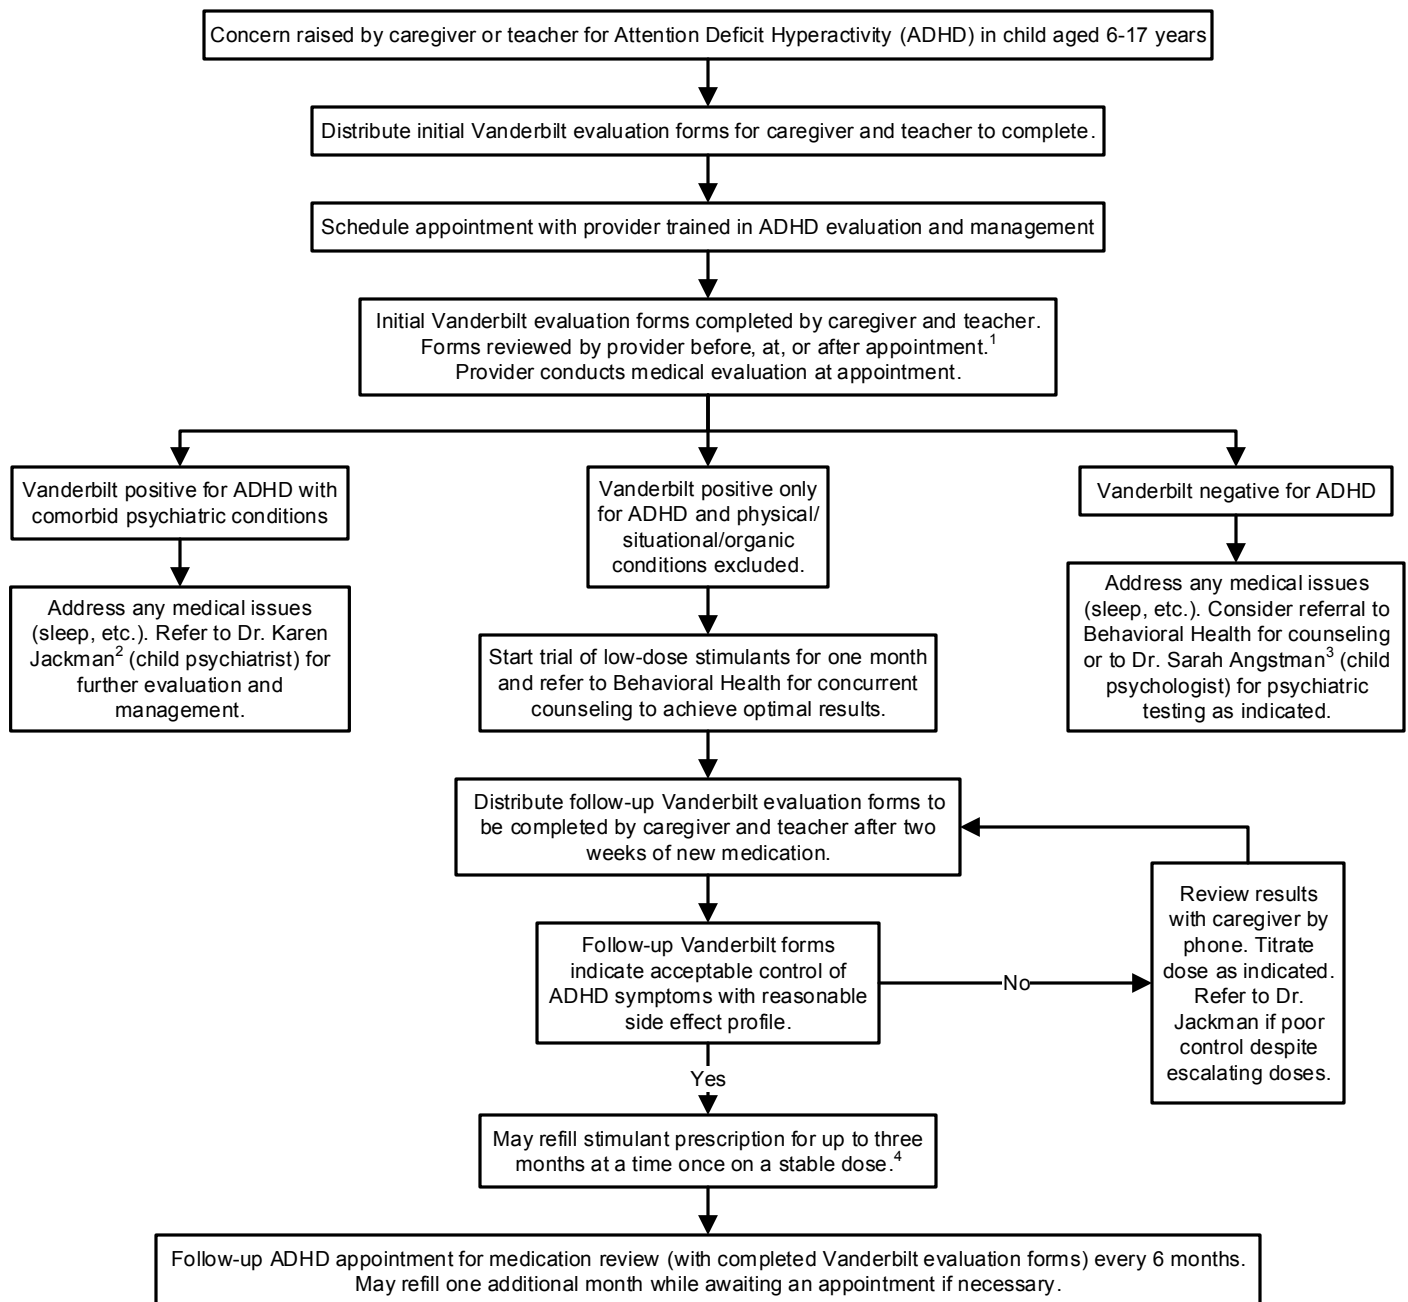 Concern raised by caregiver or teacher for Attention Deficit Hyperactivity (ADHD) in child aged 6-17 years
Distribute initial Vanderbilt evaluation forms for caregiver and teacher to complete.
Schedule appointment with provider trained in ADHD evaluation and management
Initial Vanderbilt evaluation forms completed by caregiver and teacher.
Forms reviewed by provider before, at, or after appointment.1
Provider conducts medical evaluation at appointment.
Vanderbilt positive for ADHD with
comorbid psychiatric conditions
Address any medical issues
(sleep, etc.). Refer to Dr. Karen
Jackman2 (child psychiatrist) for
further evaluation and
management.
Vanderbilt positive only
for ADHD and physical/
situational/organic
conditions excluded.
Vanderbilt negative for ADHD
Address any medical issues
(sleep, etc.). Consider referral to
Behavioral Health for counseling
or to Dr. Sarah Angstman3 (child
psychologist) for psychiatric
testing as indicated.
Start trial of low-dose stimulants for one month
and refer to Behavioral Health for concurrent
counseling to achieve optimal results.
Distribute follow-up Vanderbilt evaluation forms to
be completed by caregiver and teacher after two
weeks of new medication.
Follow-up Vanderbilt forms
indicate acceptable control of
ADHD symptoms with reasonable
side effect profile.
No
Review results
with caregiver by
phone. Titrate
dose as indicated.
Refer to Dr.
Jackman if poor
control despite
escalating doses.
Yes
May refill stimulant prescription for up to three
months at a time once on a stable dose.4
Follow-up ADHD appointment for medication review (with completed Vanderbilt evaluation forms) every 6 months.
May refill one additional month while awaiting an appointment if necessary.